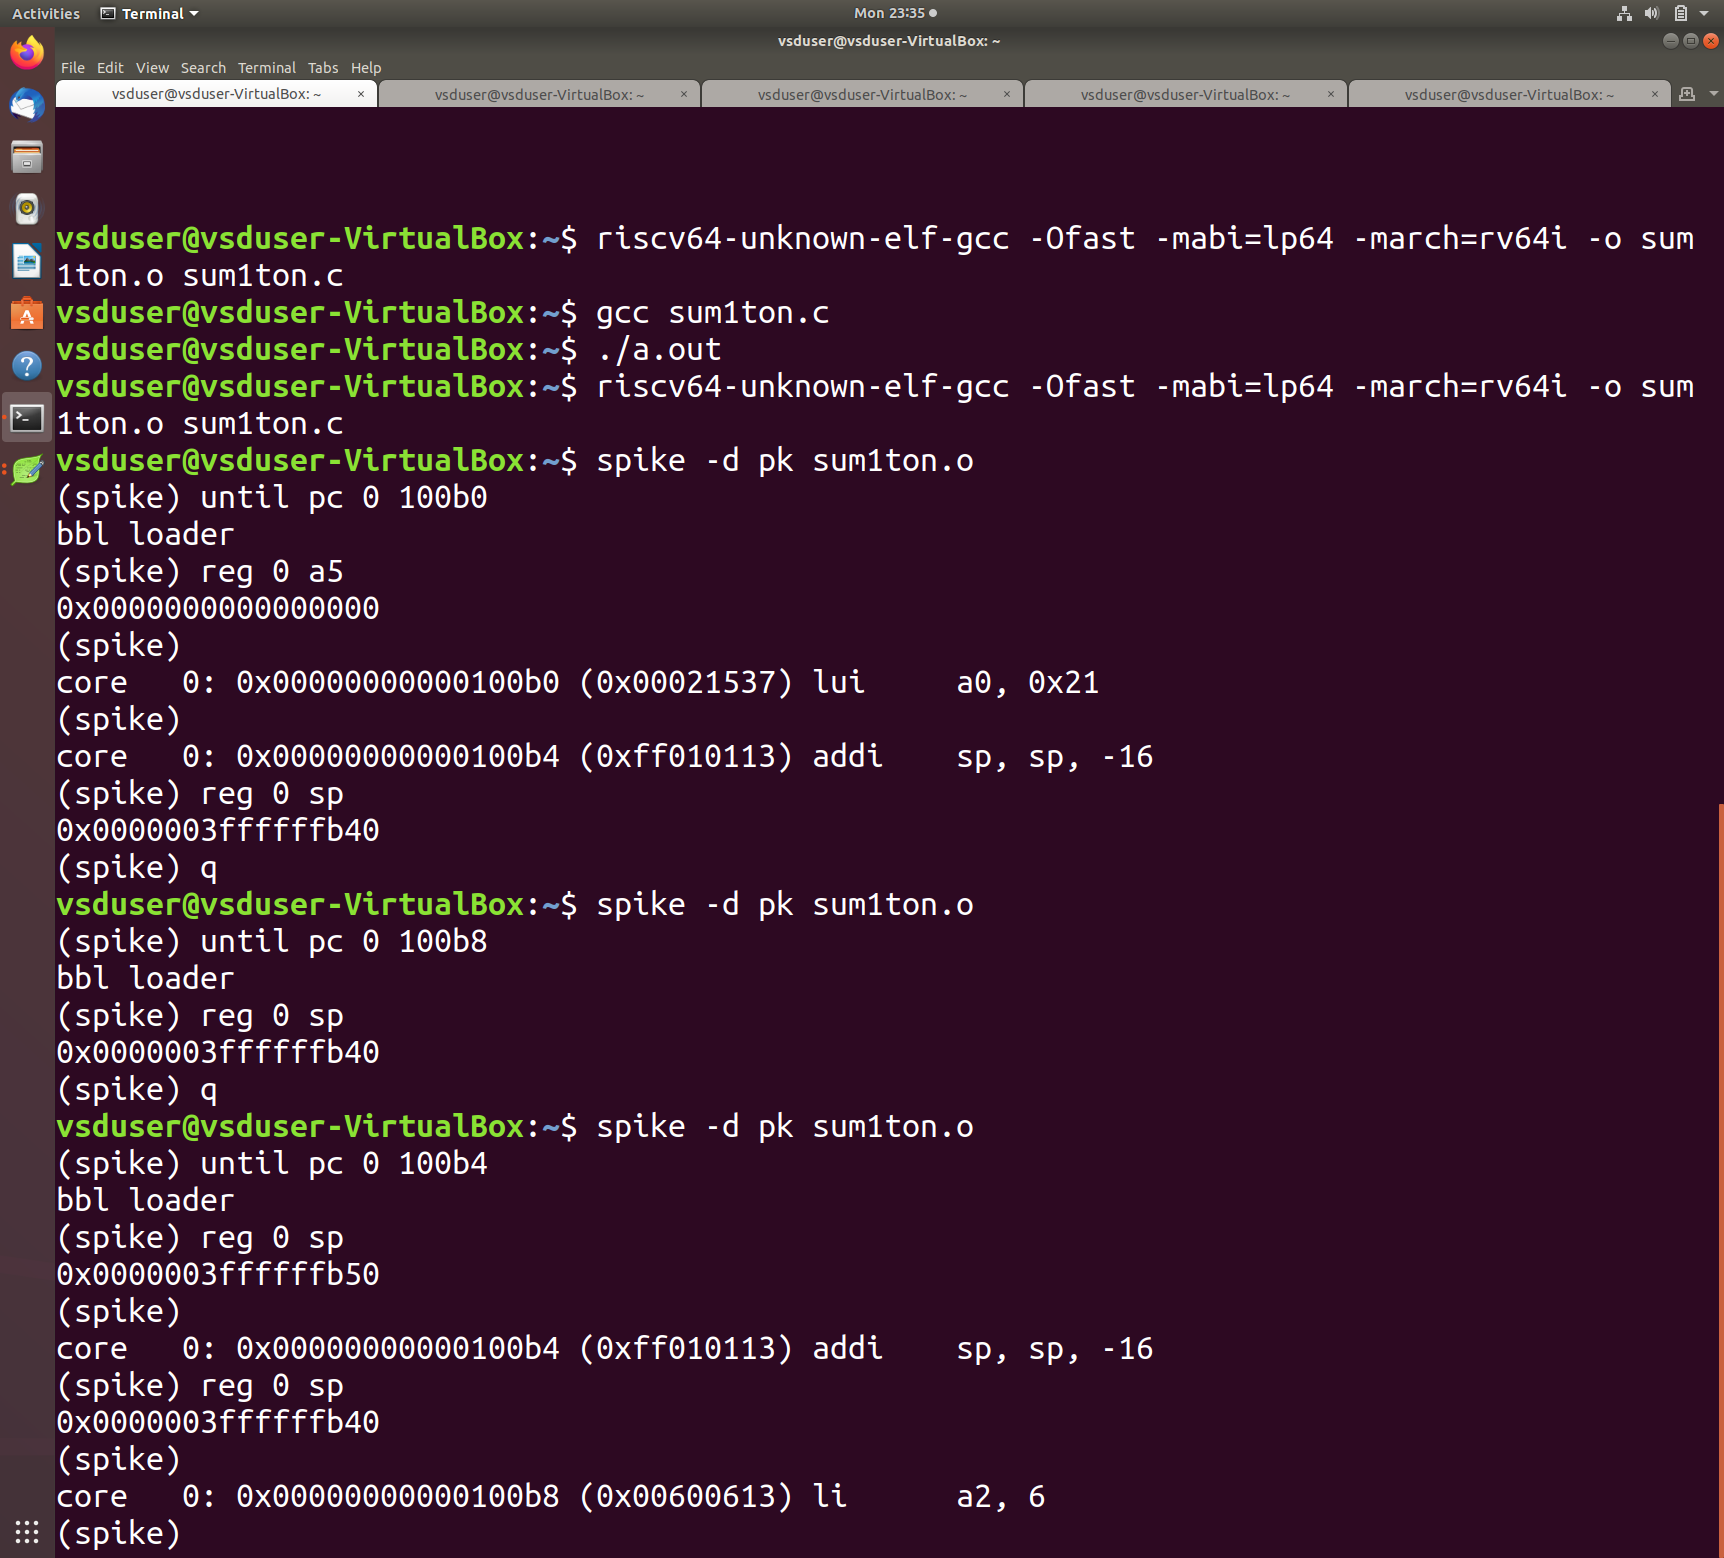 Activities Terminal Mon 23:35
vsduser@vsduser-VirtualBox: ~
File Edit View Search Terminal Tabs Help
vsduser@vsduser-VirtualBox: ~ × vsduser@vsduser-VirtualBox: ~ × vsduser@vsduser-VirtualBox: ~ × vsduser@vsduser-VirtualBox: ~ × vsduser@vsduser-VirtualBox: ~ ×
vsduser@vsduser-VirtualBox:~$ riscv64-unknown-elf-gcc -Ofast -mabi=lp64 -march=rv64i -o sum
1ton.o sum1ton.c
vsduser@vsduser-VirtualBox:~$ gcc sum1ton.c
vsduser@vsduser-VirtualBox:~$ ./a.out
vsduser@vsduser-VirtualBox:~$ riscv64-unknown-elf-gcc -Ofast -mabi=lp64 -march=rv64i -o sum
1ton.o sum1ton.c
vsduser@vsduser-VirtualBox:~$ spike -d pk sum1ton.o
(spike) until pc 0 100b0
bbl loader
(spike) reg 0 a5
0x0000000000000000
(spike)
core   0: 0x00000000000100b0 (0x00021537) lui     a0, 0x21
(spike)
core   0: 0x00000000000100b4 (0xff010113) addi    sp, sp, -16
(spike) reg 0 sp
0x0000003ffffffb40
(spike) q
vsduser@vsduser-VirtualBox:~$ spike -d pk sum1ton.o
(spike) until pc 0 100b8
bbl loader
(spike) reg 0 sp
0x0000003ffffffb40
(spike) q
vsduser@vsduser-VirtualBox:~$ spike -d pk sum1ton.o
(spike) until pc 0 100b4
bbl loader
(spike) reg 0 sp
0x0000003ffffffb50
(spike)
core   0: 0x00000000000100b4 (0xff010113) addi    sp, sp, -16
(spike) reg 0 sp
0x0000003ffffffb40
(spike)
core   0: 0x00000000000100b8 (0x00600613) li      a2, 6
(spike)